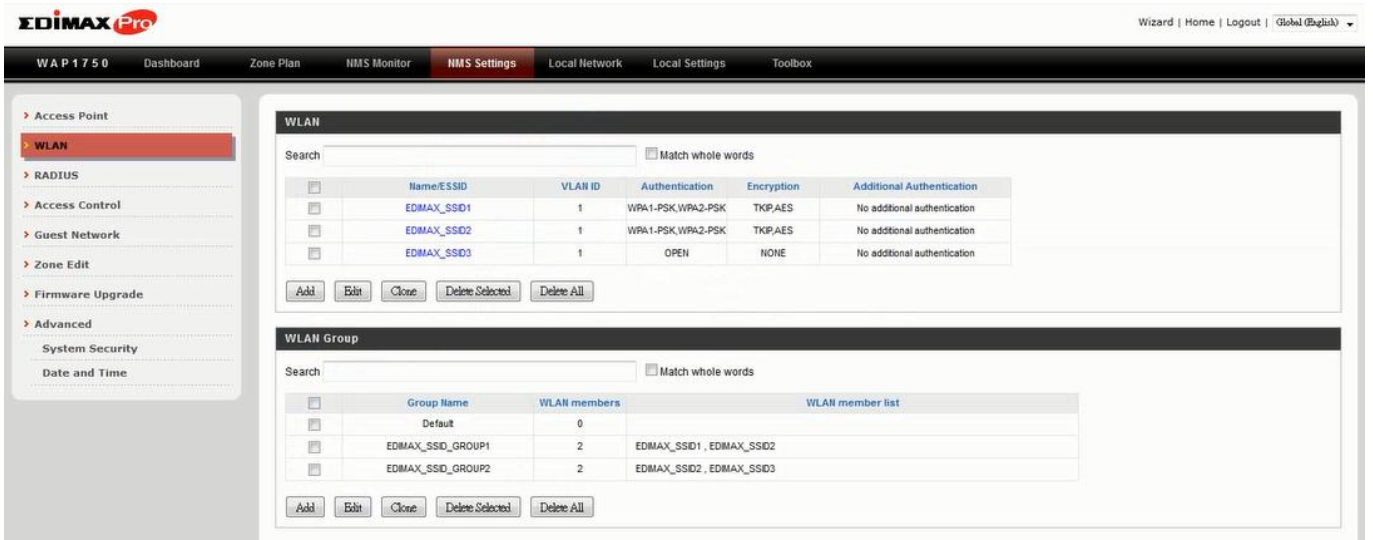 EDIMAX Pro
Wizard | Home | Logout | Global (English)
WAP1750 Dashboard Zone Plan NMS Monitor NMS Settings Local Network Local Settings Toolbox
Access Point
WLAN
RADIUS
Access Control
Guest Network
Zone Edit
Firmware Upgrade
Advanced
System Security
Date and Time
WLAN
Search Match whole words
Name/ESSID VLAN ID Authentication Encryption Additional Authentication
EDIMAX_SSID1 1 WPA1-PSK,WPA2-PSK TKIP,AES No additional authentication
EDIMAX_SSID2 1 WPA1-PSK,WPA2-PSK TKIP,AES No additional authentication
EDIMAX_SSID3 1 OPEN NONE No additional authentication
Add Edit Clone Delete Selected Delete All
WLAN Group
Search Match whole words
Group Name WLAN members WLAN member list
Default 0
EDIMAX_SSID_GROUP1 2 EDIMAX_SSID1 , EDIMAX_SSID2
EDIMAX_SSID_GROUP2 2 EDIMAX_SSID2 , EDIMAX_SSID3
Add Edit Clone Delete Selected Delete All